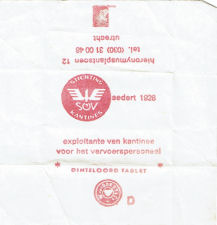 hieronymusplantsoen 12
tel. (030) 31 00 48
utrecht
STICHTING
SÖV
KANTINES
sedert 1928
exploitante van kantines
voor het vervoerspersoneel
* DINTELOORD TABLET *
D